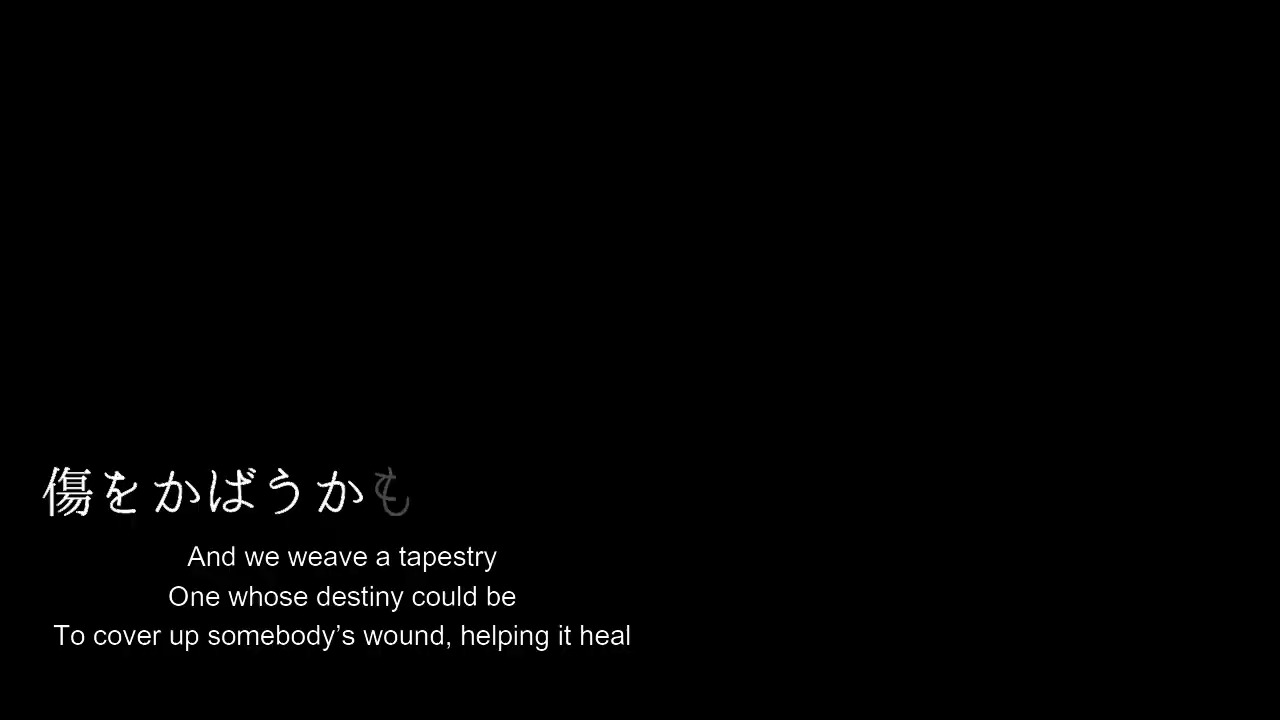 傷をかばうかも
And we weave a tapestry
One whose destiny could be
To cover up somebody’s wound, helping it heal